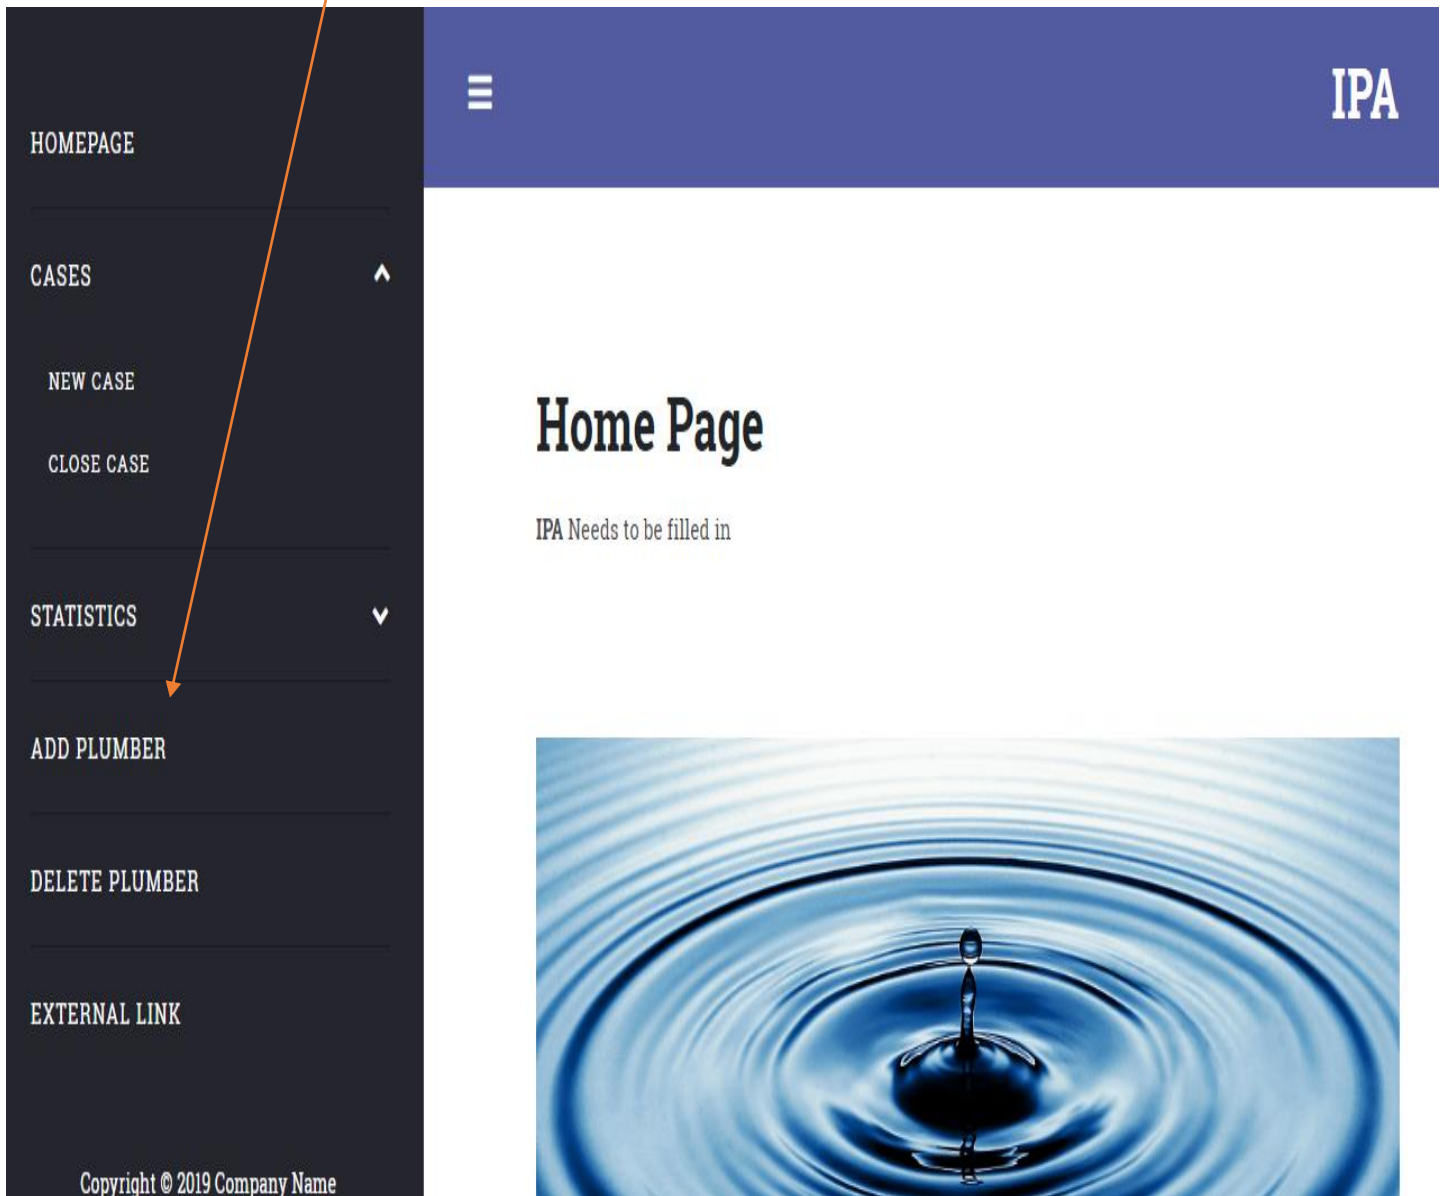 HOMEPAGE
CASES
NEW CASE
CLOSE CASE
STATISTICS
ADD PLUMBER
DELETE PLUMBER
EXTERNAL LINK
Copyright © 2019 Company Name
IPA
Home Page
IPA Needs to be filled in